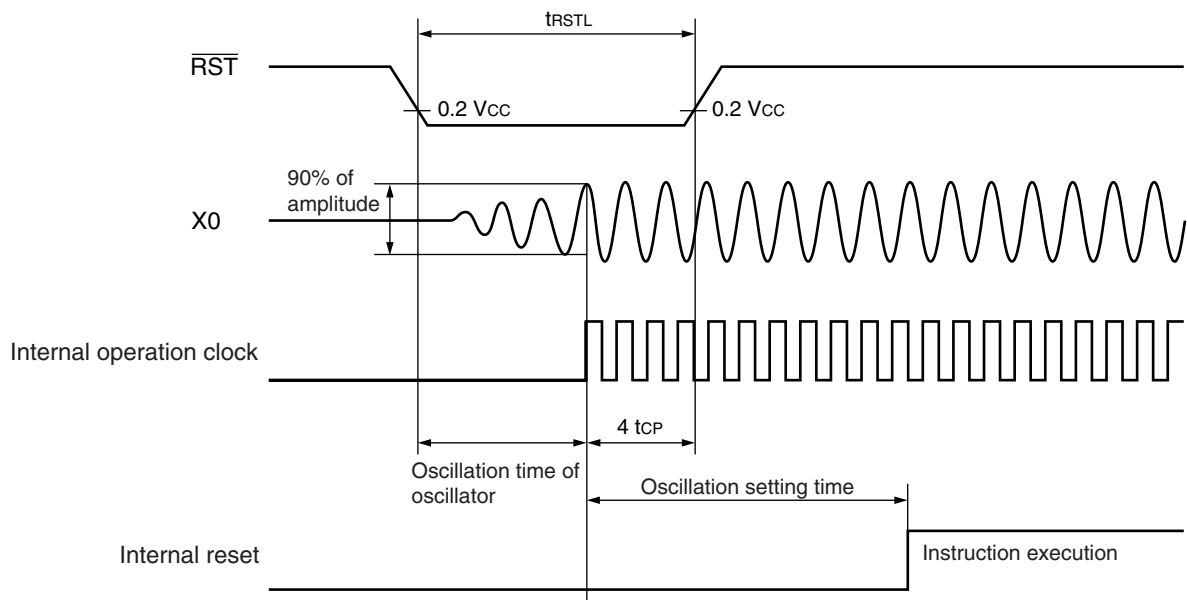 tRSTL
RST
0.2 VCC
0.2 VCC
90% of
amplitude
X0
Internal operation clock
4 tCP
Oscillation time of
oscillator
Oscillation setting time
Internal reset
Instruction execution